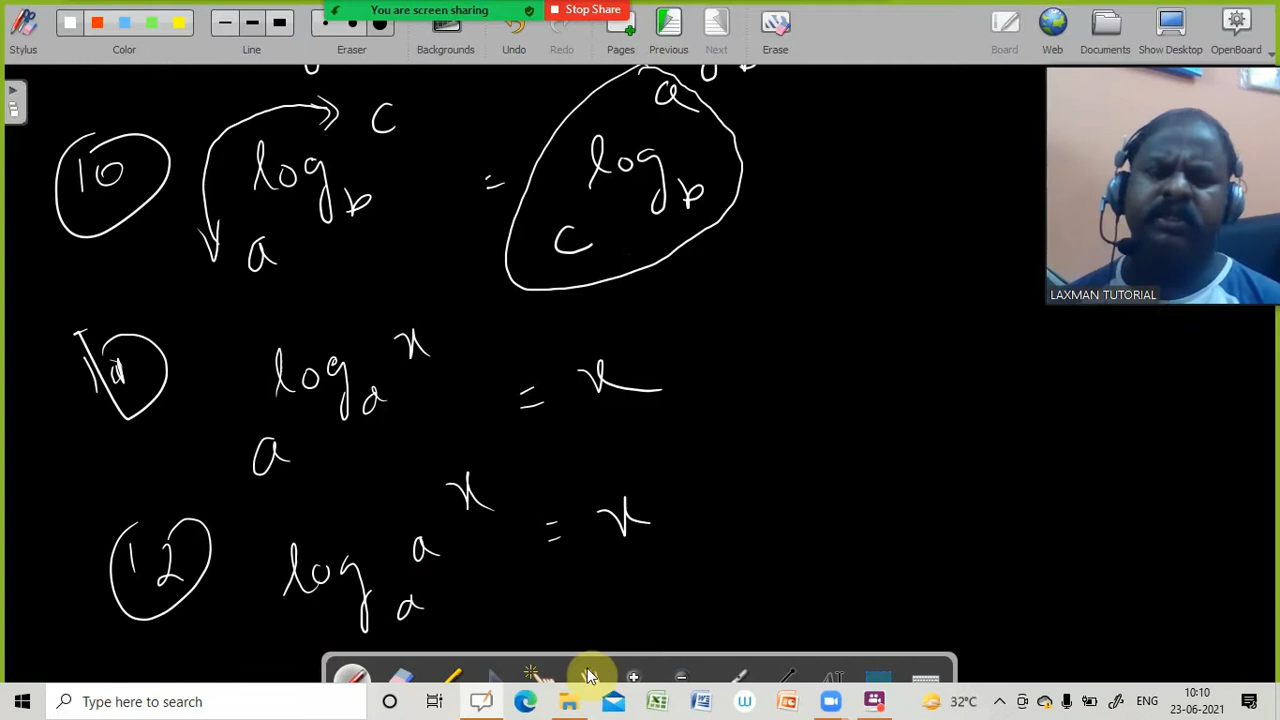 You are screen sharing Stop Share
Stylus Color Line Eraser Backgrounds Undo Redo Pages Previous Next Erase Board Web Documents Show Desktop OpenBoard
10 a^(log_b c) = c^(log_b a)
LAXMAN TUTORIAL
11 a^(log_a x) = x
12 log_a a^x = x
Type here to search 32°C ENG 10:10
23-06-2021